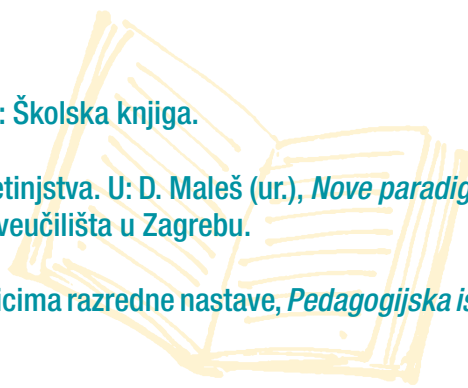 : Školska knjiga.
etinjstva. U: D. Maleš (ur.), Nove paradig
veučilišta u Zagrebu.
icima razredne nastave, Pedagogijska is